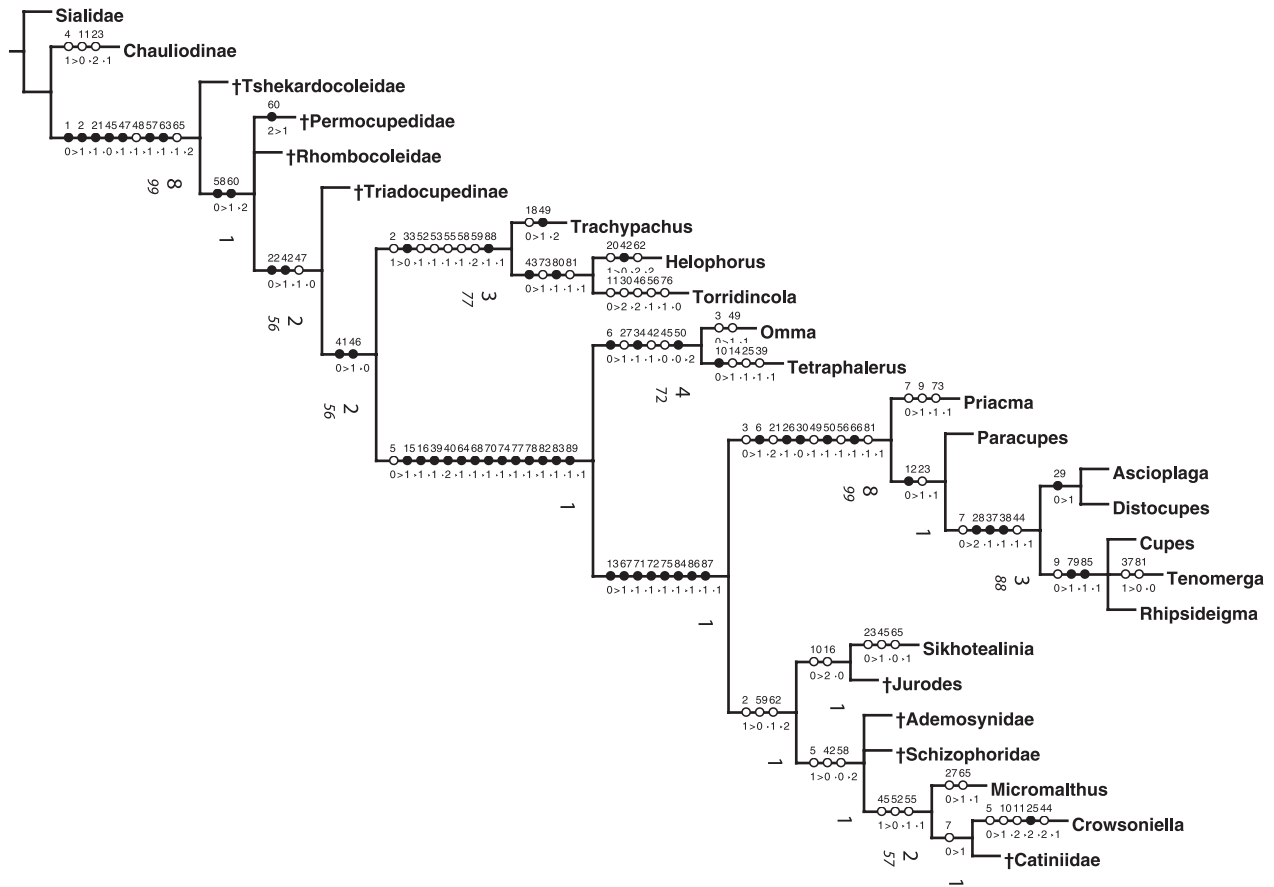 Sialidae
4 11 23
1>0·2·1
Chauliodinae
†Tshekardocoleidae
60
2>1
†Permocupedidae
1 2 21 45 47 48 57 63 65
0>1·1·0·1·1·1·1·1·2
†Rhombocoleidae
8
99
58 60
0>1·2
†Triadocupedinae
1
18 49
0>1·2
Trachypachus
2 33 52 53 55 58 59 88
1>0·1·1·1·1·2·1·1
20 42 62
1>0·2·2
Helophorus
22 42 47
0>1·1·0
43 73 80 81
0>1·1·1·1
11 30 46 56 76
0>2·2·1·1·0
Torridincola
3
77
2
56
3 49
0>1·1
Omma
41 46
0>1·0
6 27 34 42 45 50
0>1·1·1·0·0·2
10 14 25 39
0>1·1·1·1
Tetraphalerus
2
56
4
72
7 9 73
0>1·1·1
Priacma
3 6 21 26 30 49 50 56 66 81
0>1·2·1·0·1·1·1·1·1·1
Paracupes
5 15 16 39 40 64 68 70 74 77 78 82 83 89
0>1·1·1·2·1·1·1·1·1·1·1·1·1
29
0>1
Ascioplaga
12 23
0>1·1
8
99
Distocupes
1
1
7 28 37 38 44
0>2·1·1·1·1
Cupes
13 67 71 72 75 84 86 87
0>1·1·1·1·1·1·1·1
9 79 85
0>1·1·1
37 81
1>0·0
Tenomerga
3
88
Rhipsideigma
1
23 45 65
0>1·0·1
Sikhotealinia
10 16
0>2·0
†Jurodes
1
2 59 62
1>0·1·2
†Ademosynidae
1
5 42 58
1>0·0·2
†Schizophoridae
27 65
0>1·1
Micromalthus
1
45 52 55
1>0·1·1
5 10 11 25 44
0>1·2·2·2·1
Crowsoniella
7
0>1
†Catiniidae
2
57
1